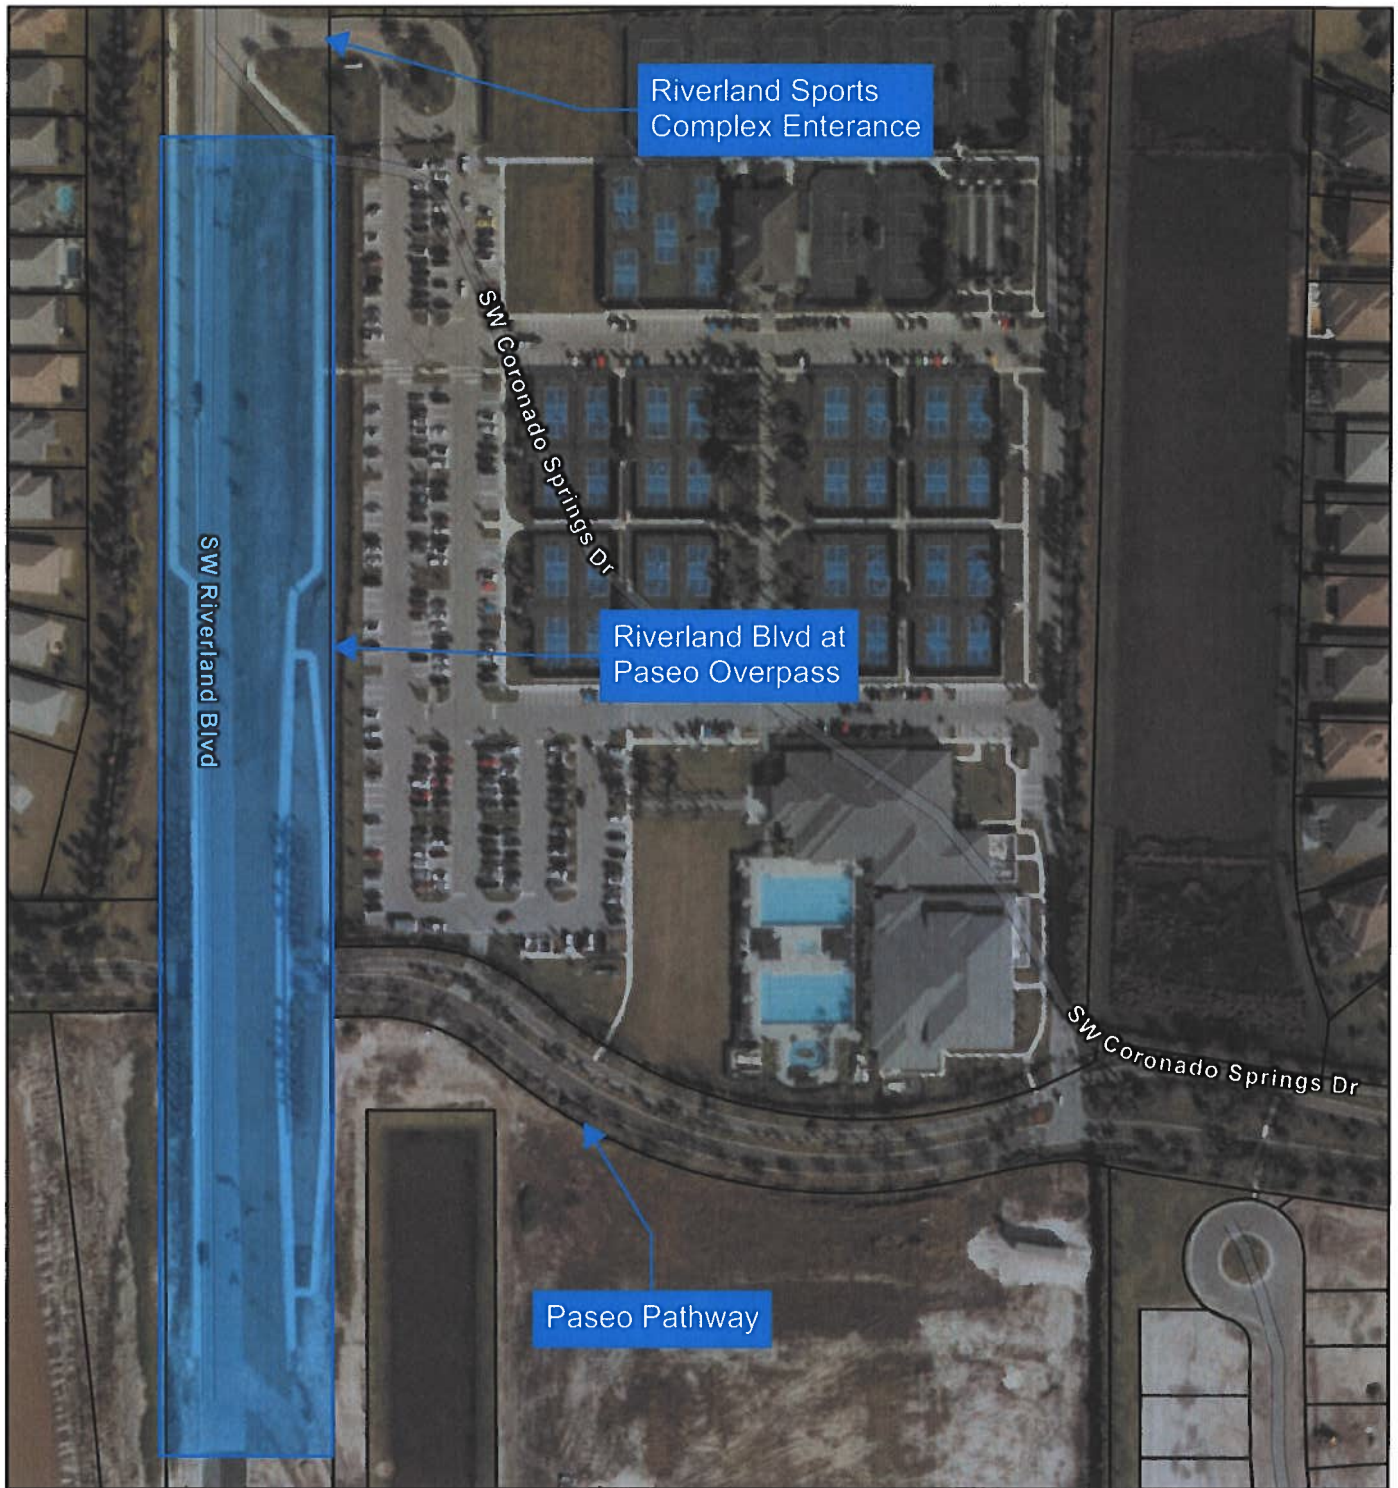 Riverland Sports
Complex Enterance
SW Coronado Springs Dr
SW Riverland Blvd
Riverland Blvd at
Paseo Overpass
SW Coronado Springs Dr
Paseo Pathway